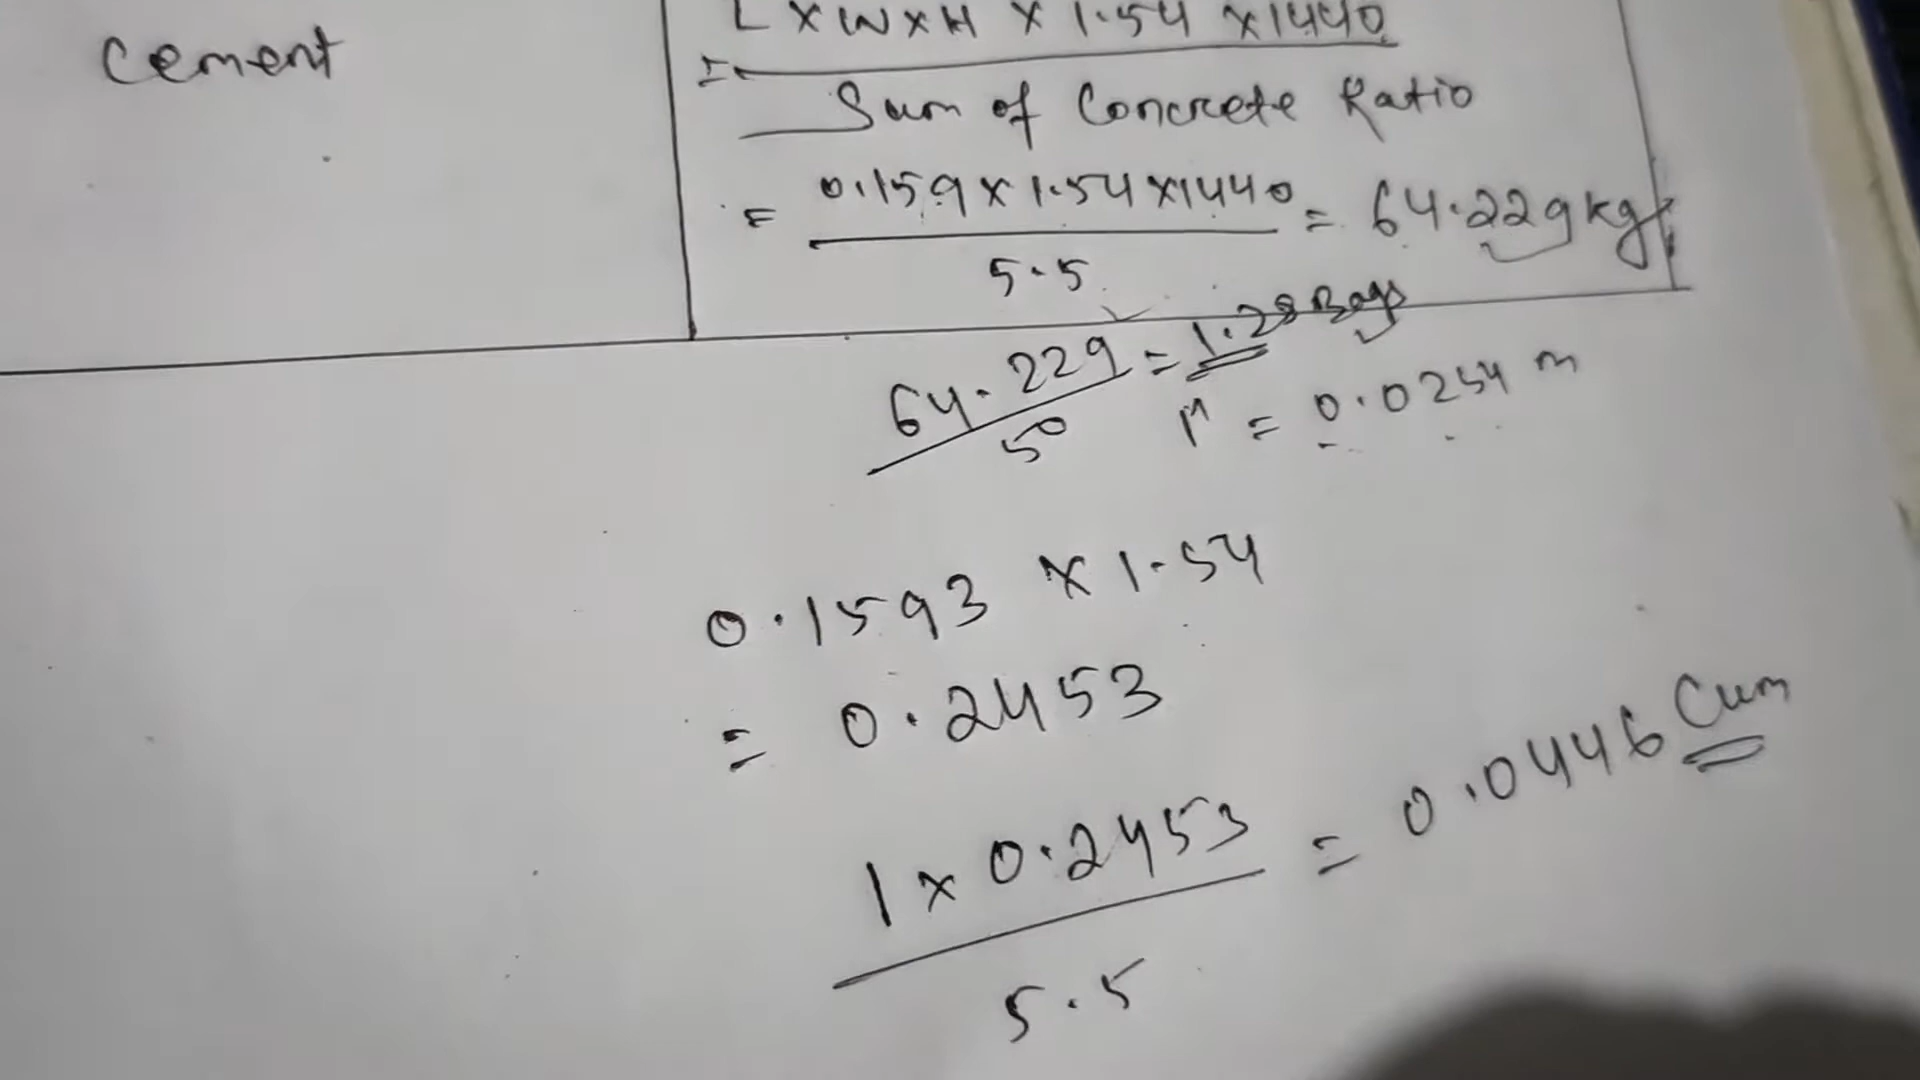 Cement
L x W x H x 1.54 x 1440
=
Sum of Concrete Ratio
= 0.159 x 1.54 x 1440 = 64.229 kg
5.5
64.229 = 1.28 Bags
50
1" = 0.0254 m
0.1593 x 1.54
= 0.2453
1 x 0.2453 = 0.0446 Cum
5.5